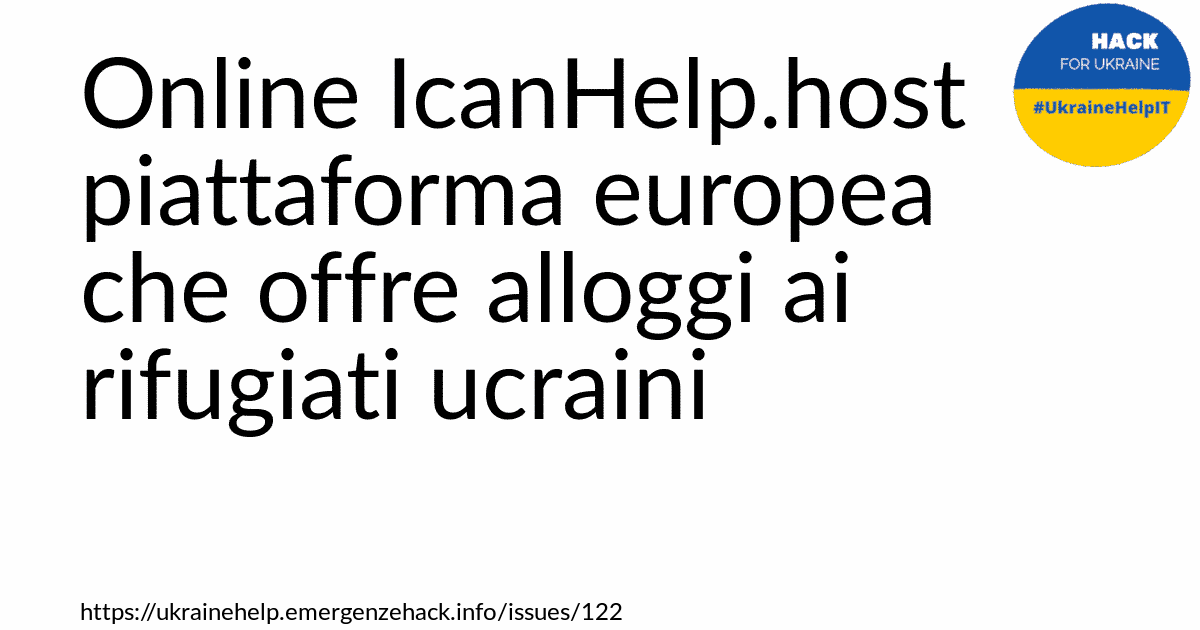 Online IcanHelp.host
piattaforma europea
che offre alloggi ai
rifugiati ucraini
HACK
FOR UKRAINE
#UkraineHelpIT
https://ukrainehelp.emergenzehack.info/issues/122